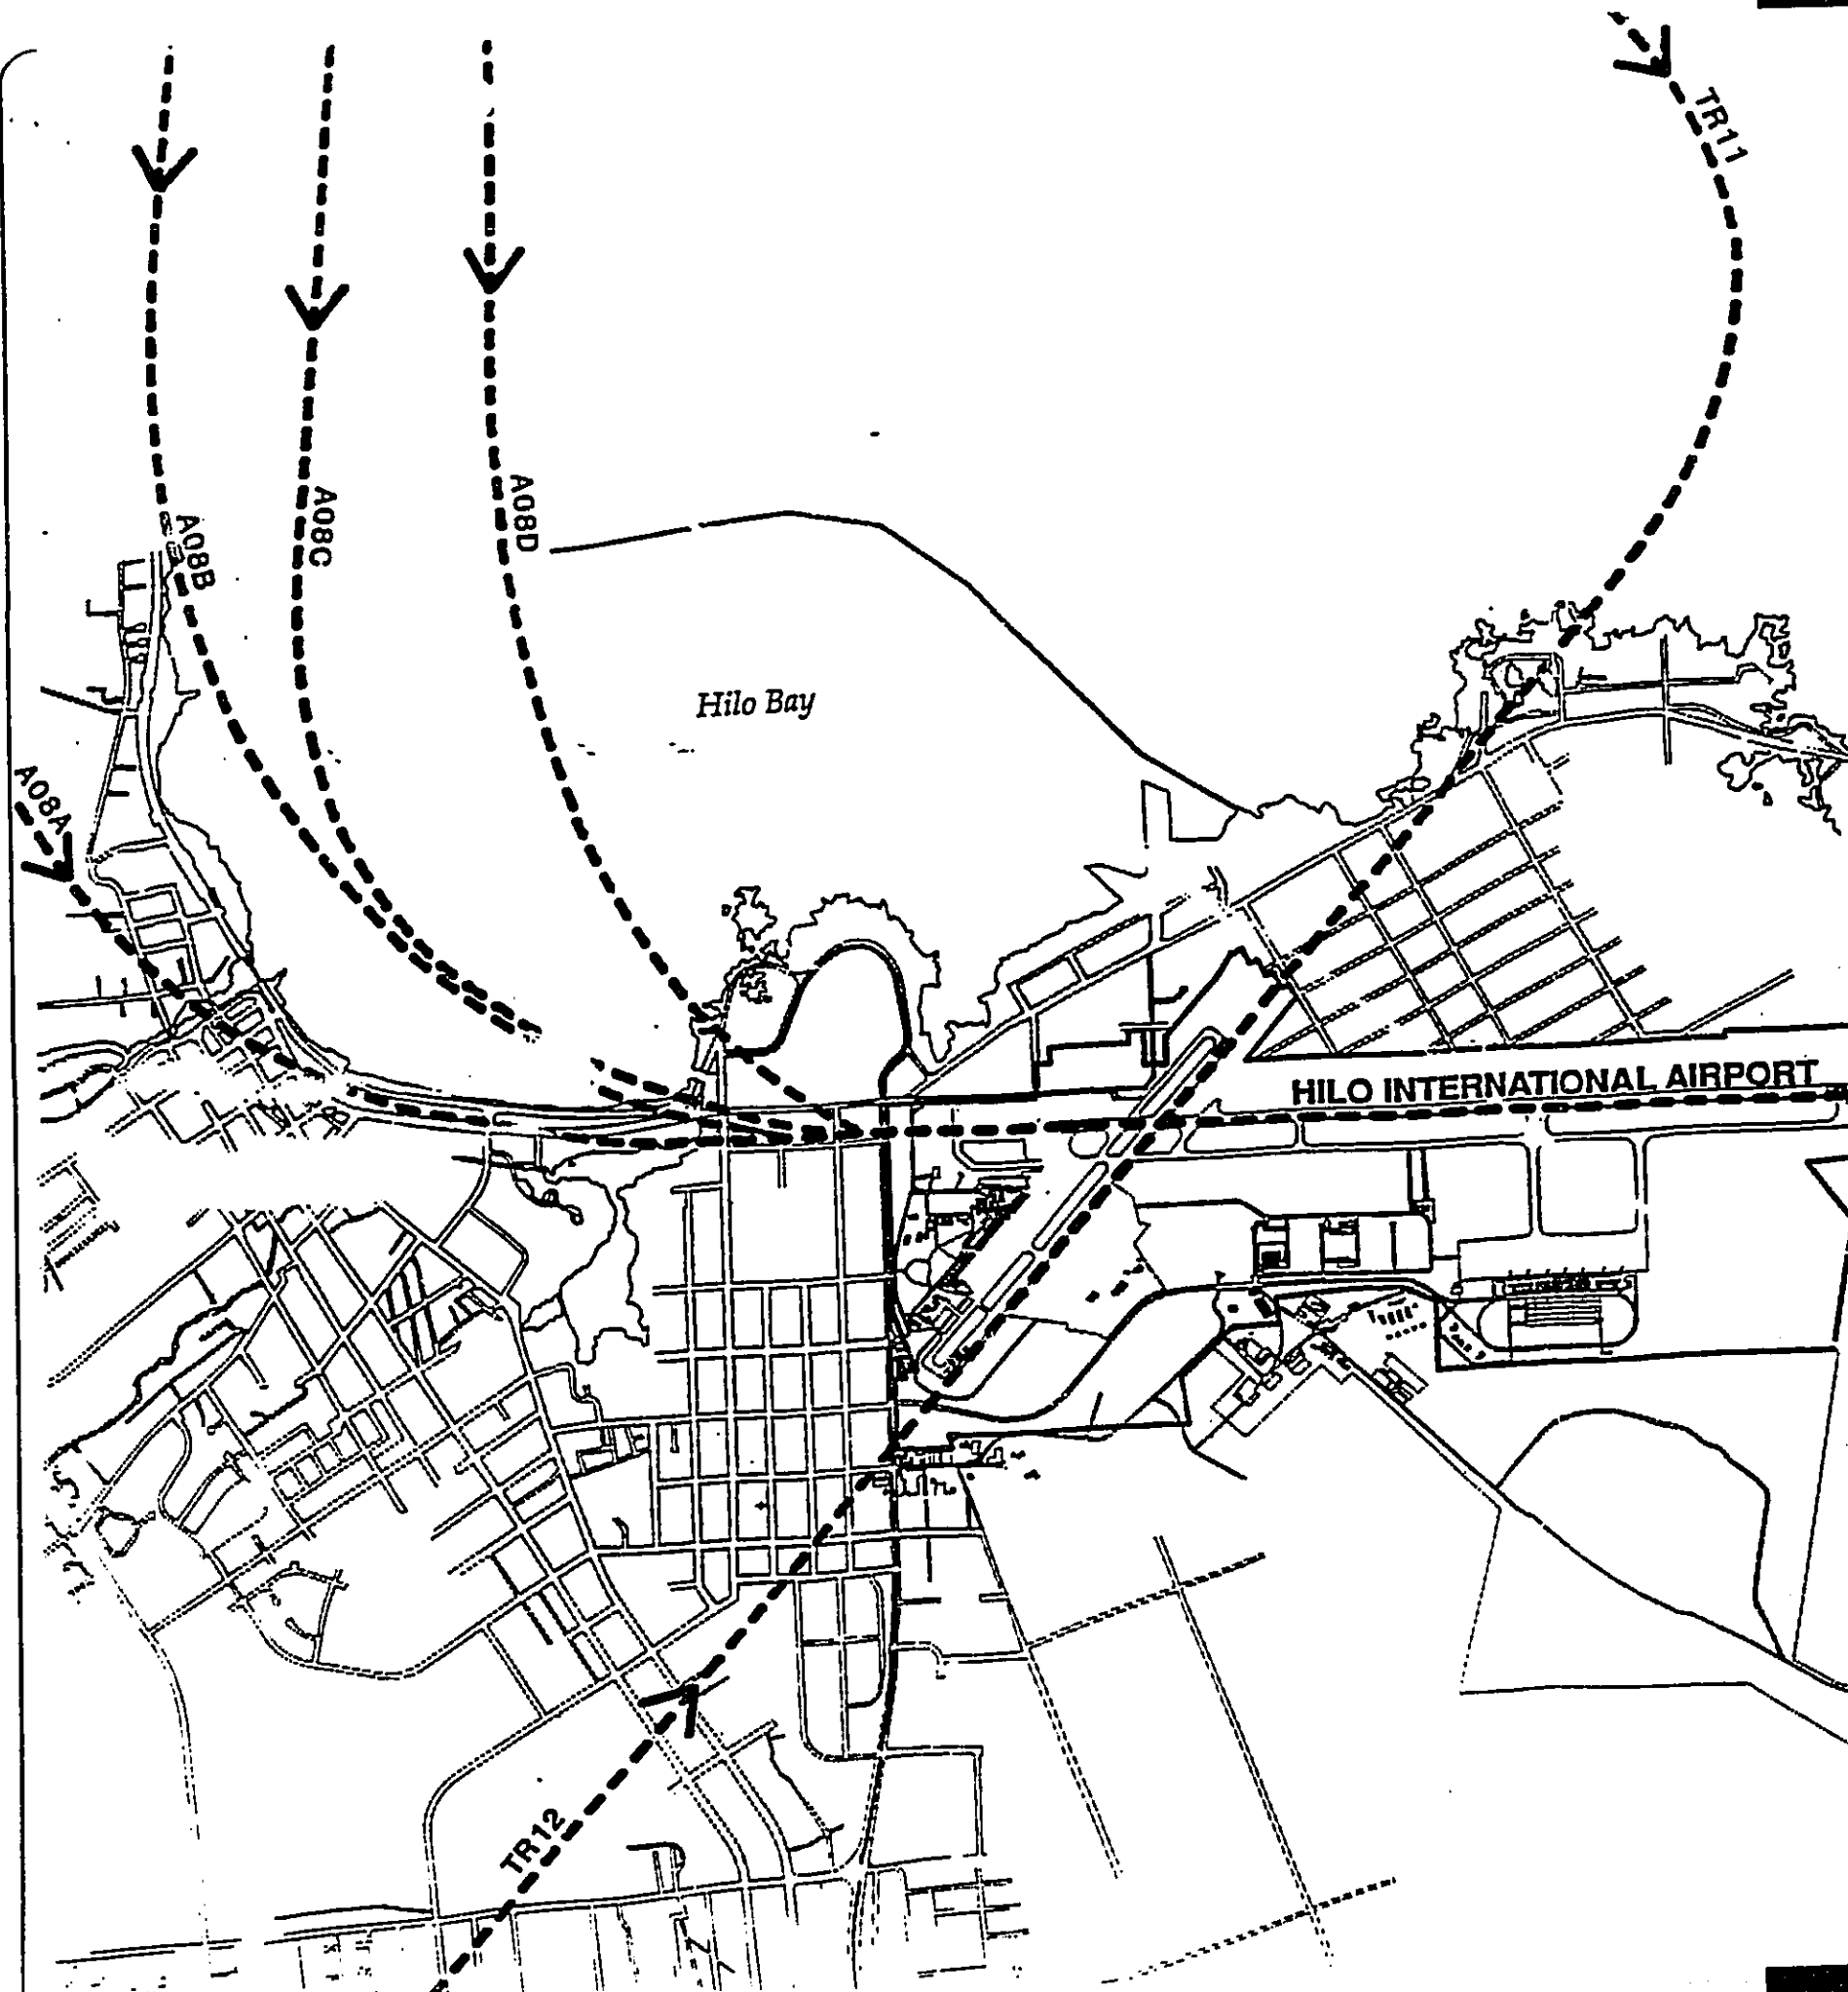 TR11
A08D
A08C
A08B
Hilo Bay
A08A
HILO INTERNATIONAL AIRPORT
TR12